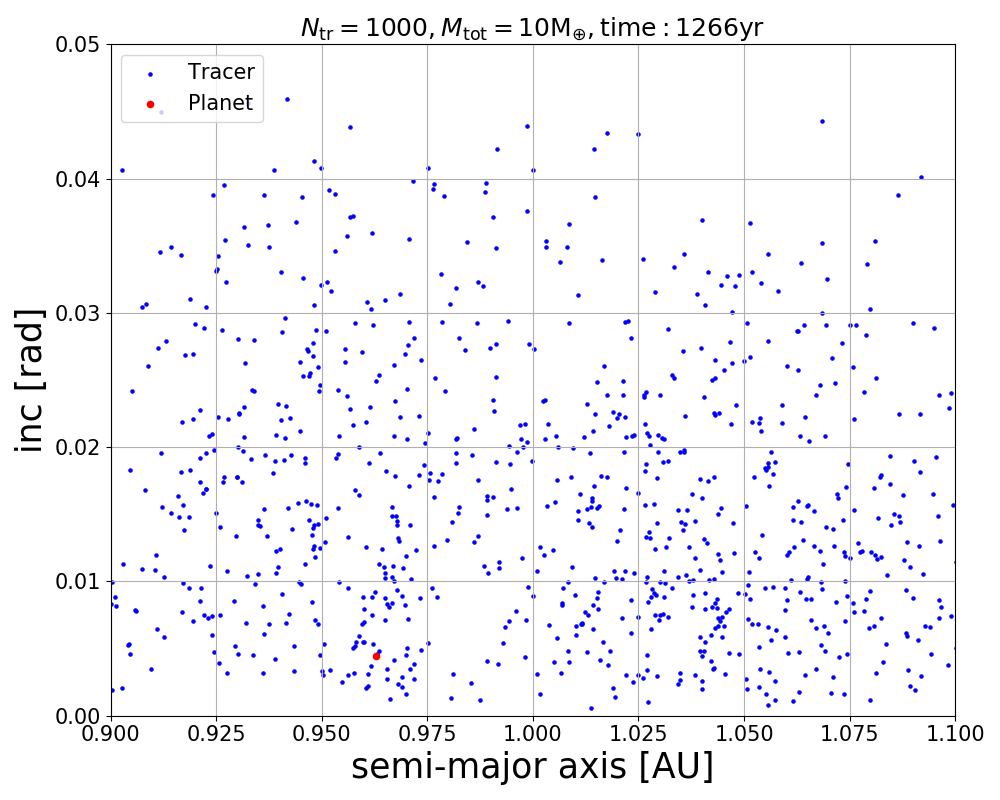 N_tr = 1000, M_tot = 10M_⊕, time : 1266yr
0.05
Tracer
Planet
0.04
0.03
inc [rad]
0.02
0.01
0.00
0.900 0.925 0.950 0.975 1.000 1.025 1.050 1.075 1.100
semi-major axis [AU]